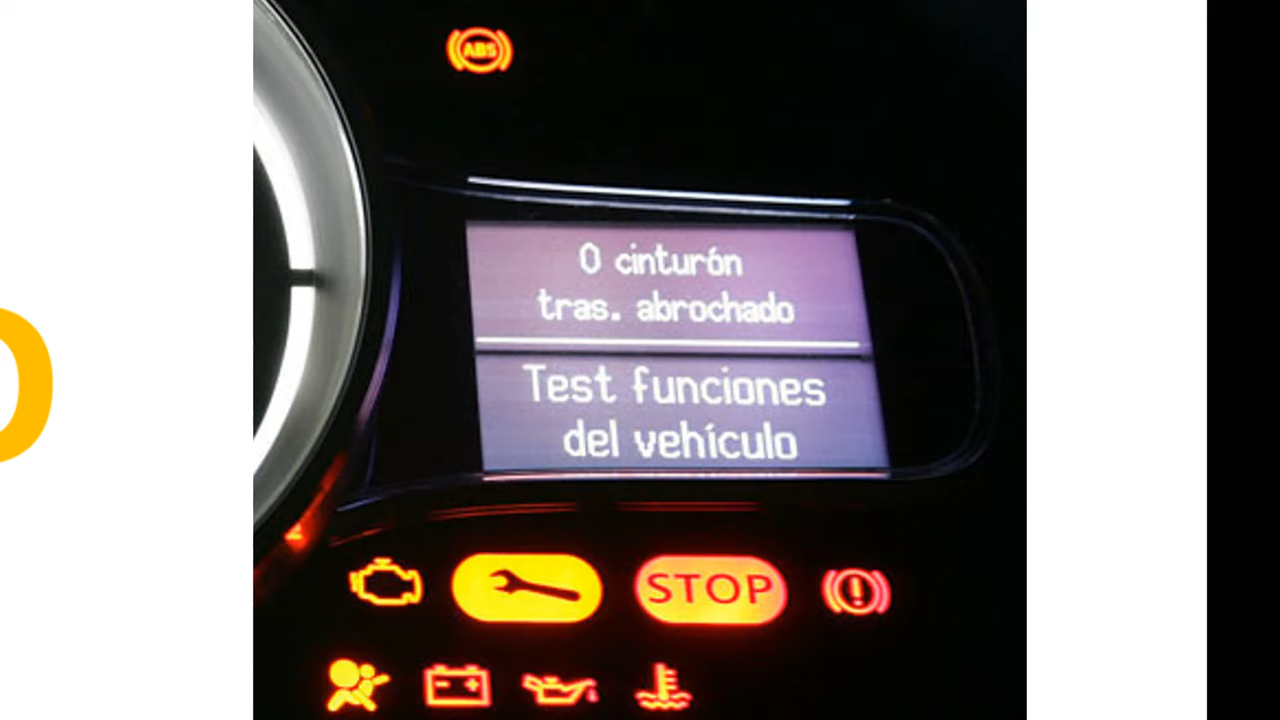 ABS
0 cinturón
tras. abrochado
Test funciones
del vehículo
STOP